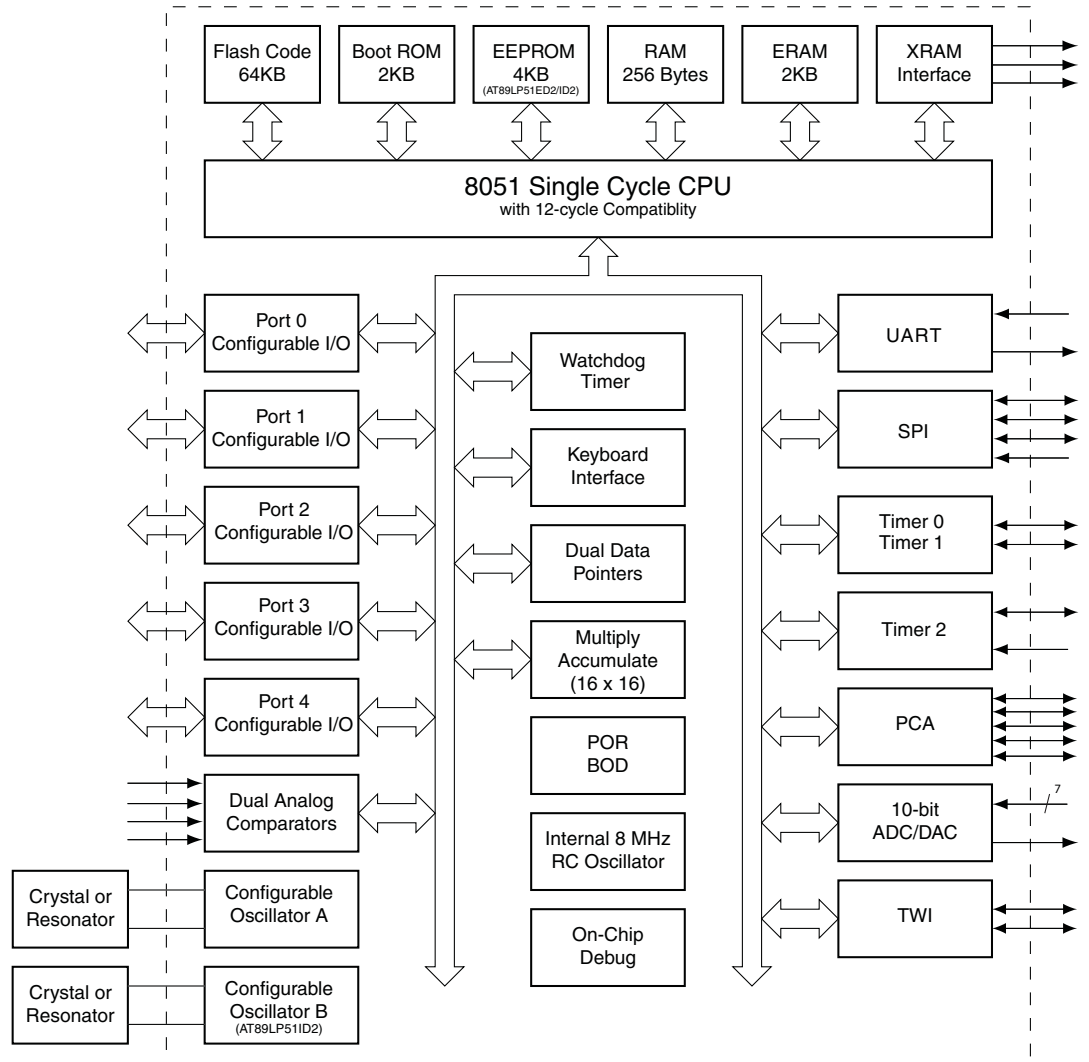 Flash Code
64KB
Boot ROM
2KB
EEPROM
4KB
(AT89LP51ED2/ID2)
RAM
256 Bytes
ERAM
2KB
XRAM
Interface
8051 Single Cycle CPU
with 12-cycle Compatiblity
Port 0
Configurable I/O
Port 1
Configurable I/O
Port 2
Configurable I/O
Port 3
Configurable I/O
Port 4
Configurable I/O
Dual Analog
Comparators
Crystal or
Resonator
Configurable
Oscillator A
Crystal or
Resonator
Configurable
Oscillator B
(AT89LP51ID2)
Watchdog
Timer
Keyboard
Interface
Dual Data
Pointers
Multiply
Accumulate
(16 x 16)
POR
BOD
Internal 8 MHz
RC Oscillator
On-Chip
Debug
UART
SPI
Timer 0
Timer 1
Timer 2
PCA
10-bit
ADC/DAC
7
TWI